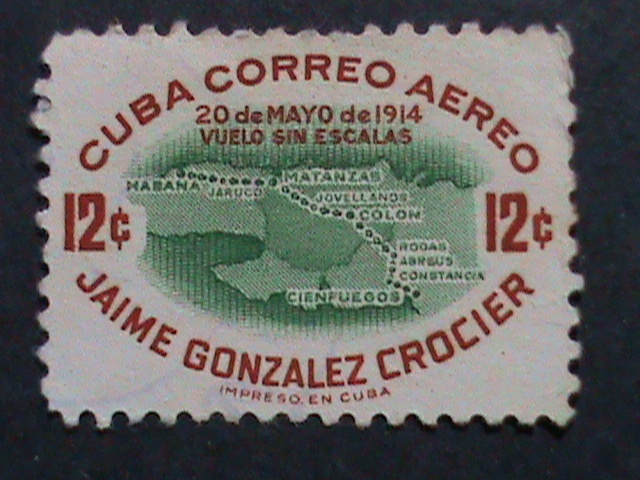 CUBA CORREO AEREO
20 de MAYO de 1914
VUELO SIN ESCALAS
HABANA
JARUCO
MATANZAS
JOVELLANOS
COLON
12¢
12¢
RODAS
ABREUS
CONSTANCIA
CIENFUEGOS
JAIME GONZALEZ CROCIER
IMPRESO.EN CUBA